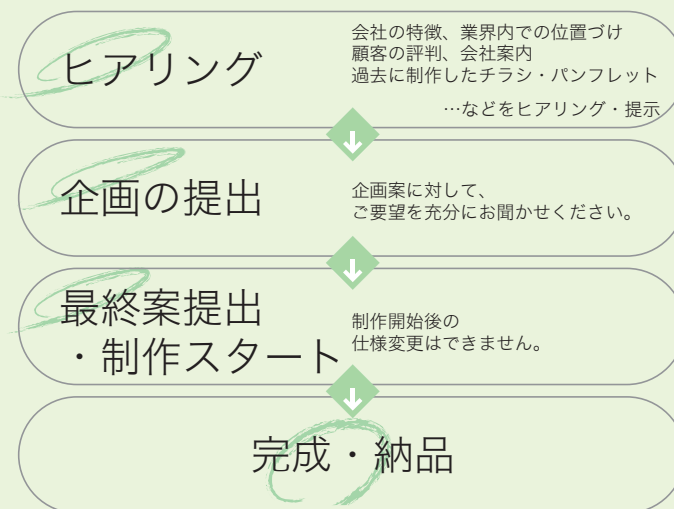 ヒアリング
会社の特徴、業界内での位置づけ
顧客の評判、会社案内
過去に制作したチラシ・パンフレット
…などをヒアリング・提示
企画の提出
企画案に対して、
ご要望を充分にお聞かせください。
最終案提出
・制作スタート
制作開始後の
仕様変更はできません。
完成・納品